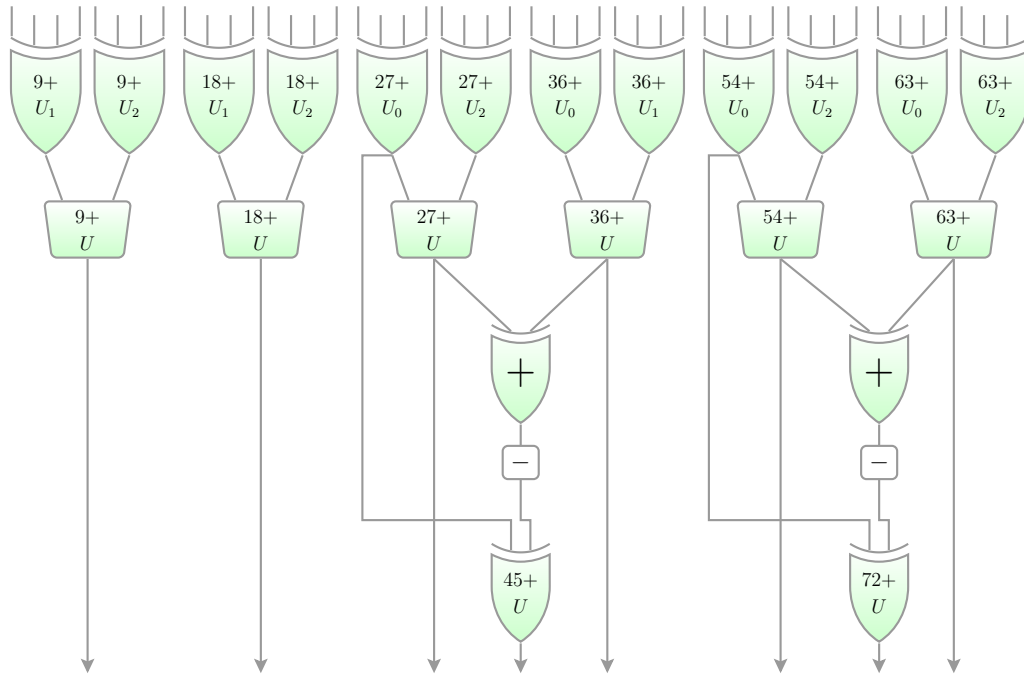 9+ 9+ 18+ 18+ 27+ 27+ 36+ 36+ 54+ 54+ 63+ 63+
U₁ U₂ U₁ U₂ U₀ U₂ U₀ U₁ U₀ U₂ U₀ U₂
9+ 18+ 27+ 36+ 54+ 63+
U U U U U U
+ +
− −
45+ 72+
U U